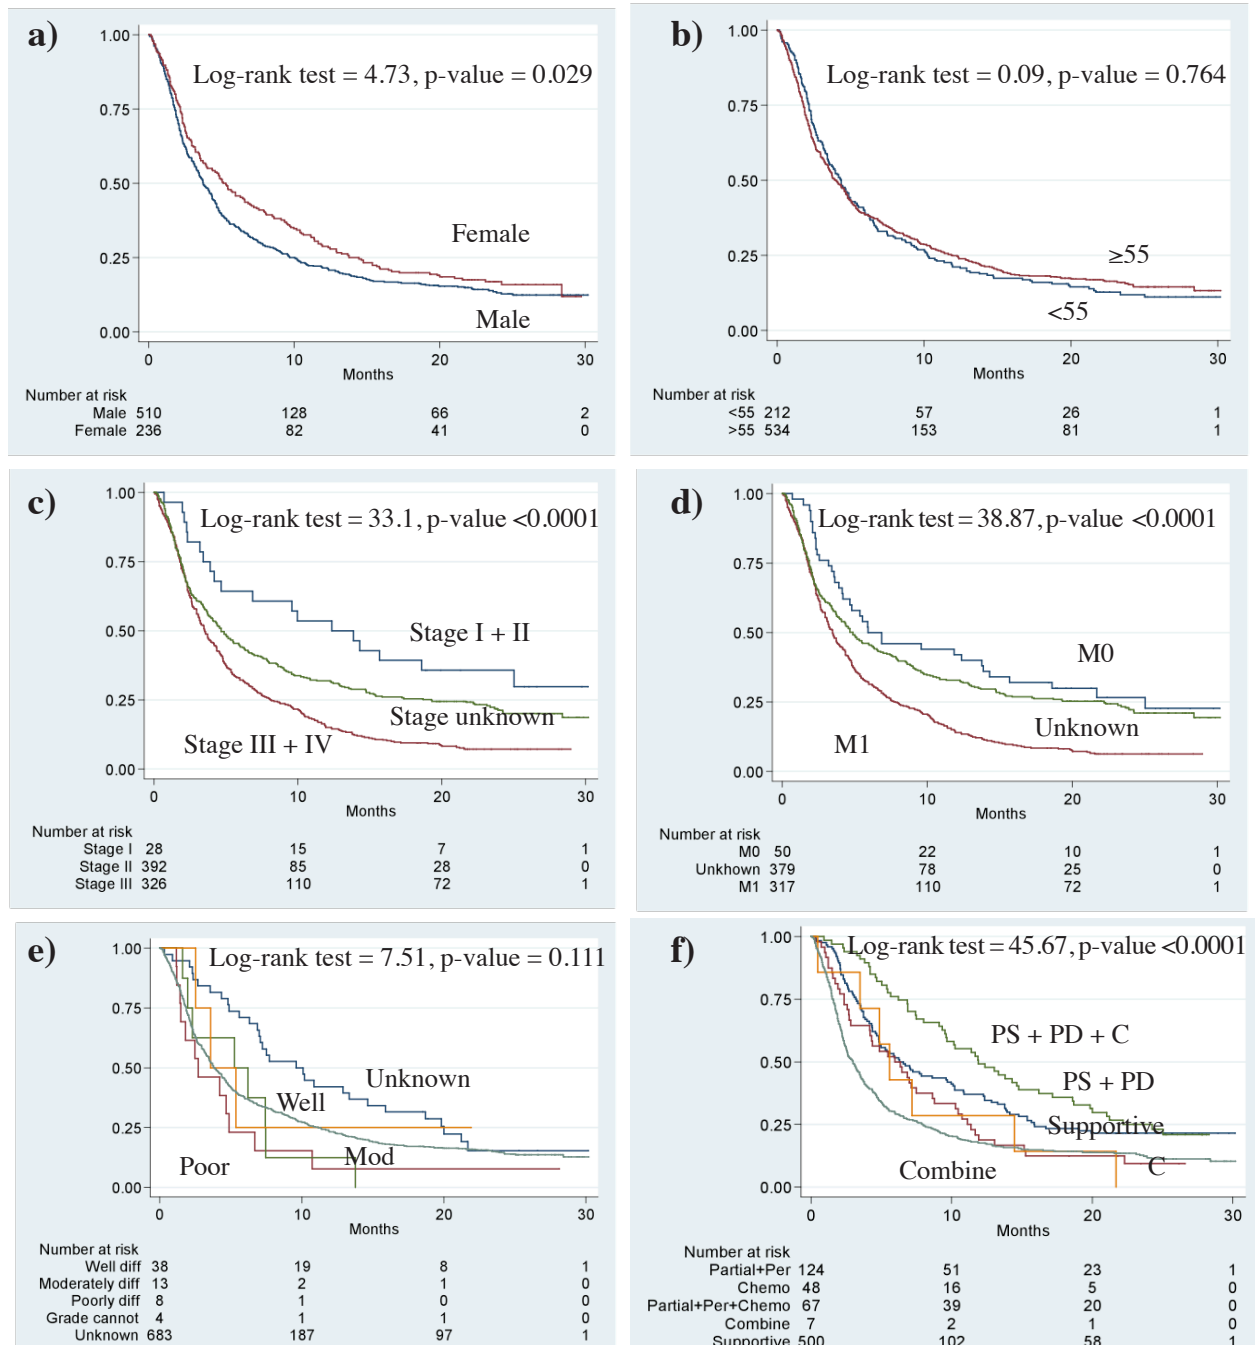 a)
Log-rank test = 4.73, p-value = 0.029
1.00
0.75
0.50
0.25
0.00
Female
Male
0 10 20 30
Months
Number at risk
Male 510 128 66 2
Female 236 82 41 0
b)
Log-rank test = 0.09, p-value = 0.764
1.00
0.75
0.50
0.25
0.00
≥55
<55
0 10 20 30
Months
Number at risk
<55 212 57 26 1
>55 534 153 81 1
c)
Log-rank test = 33.1, p-value <0.0001
1.00
0.75
0.50
0.25
0.00
Stage I + II
Stage unknown
Stage III + IV
0 10 20 30
Months
Number at risk
Stage I 28 15 7 1
Stage II 392 85 28 0
Stage III 326 110 72 1
d)
Log-rank test = 38.87, p-value <0.0001
1.00
0.75
0.50
0.25
0.00
M0
Unknown
M1
0 10 20 30
Months
Number at risk
M0 50 22 10 1
Unkhown 379 78 25 0
M1 317 110 72 1
e)
Log-rank test = 7.51, p-value = 0.111
1.00
0.75
0.50
0.25
0.00
Unknown
Well
Mod
Poor
0 10 20 30
Months
Number at risk
Well diff 38 19 8 1
Moderately diff 13 2 1 0
Poorly diff 8 1 0 0
Grade cannot 4 1 1 0
Unknown 683 187 97 1
f)
Log-rank test = 45.67, p-value <0.0001
1.00
0.75
0.50
0.25
0.00
PS + PD + C
PS + PD
Supportive
C
Combine
0 10 20 30
Months
Number at risk
Partial+Per 124 51 23 1
Chemo 48 16 5 0
Partial+Per+Chemo 67 39 20 0
Combine 7 2 1 0
Supportive 500 102 58 1